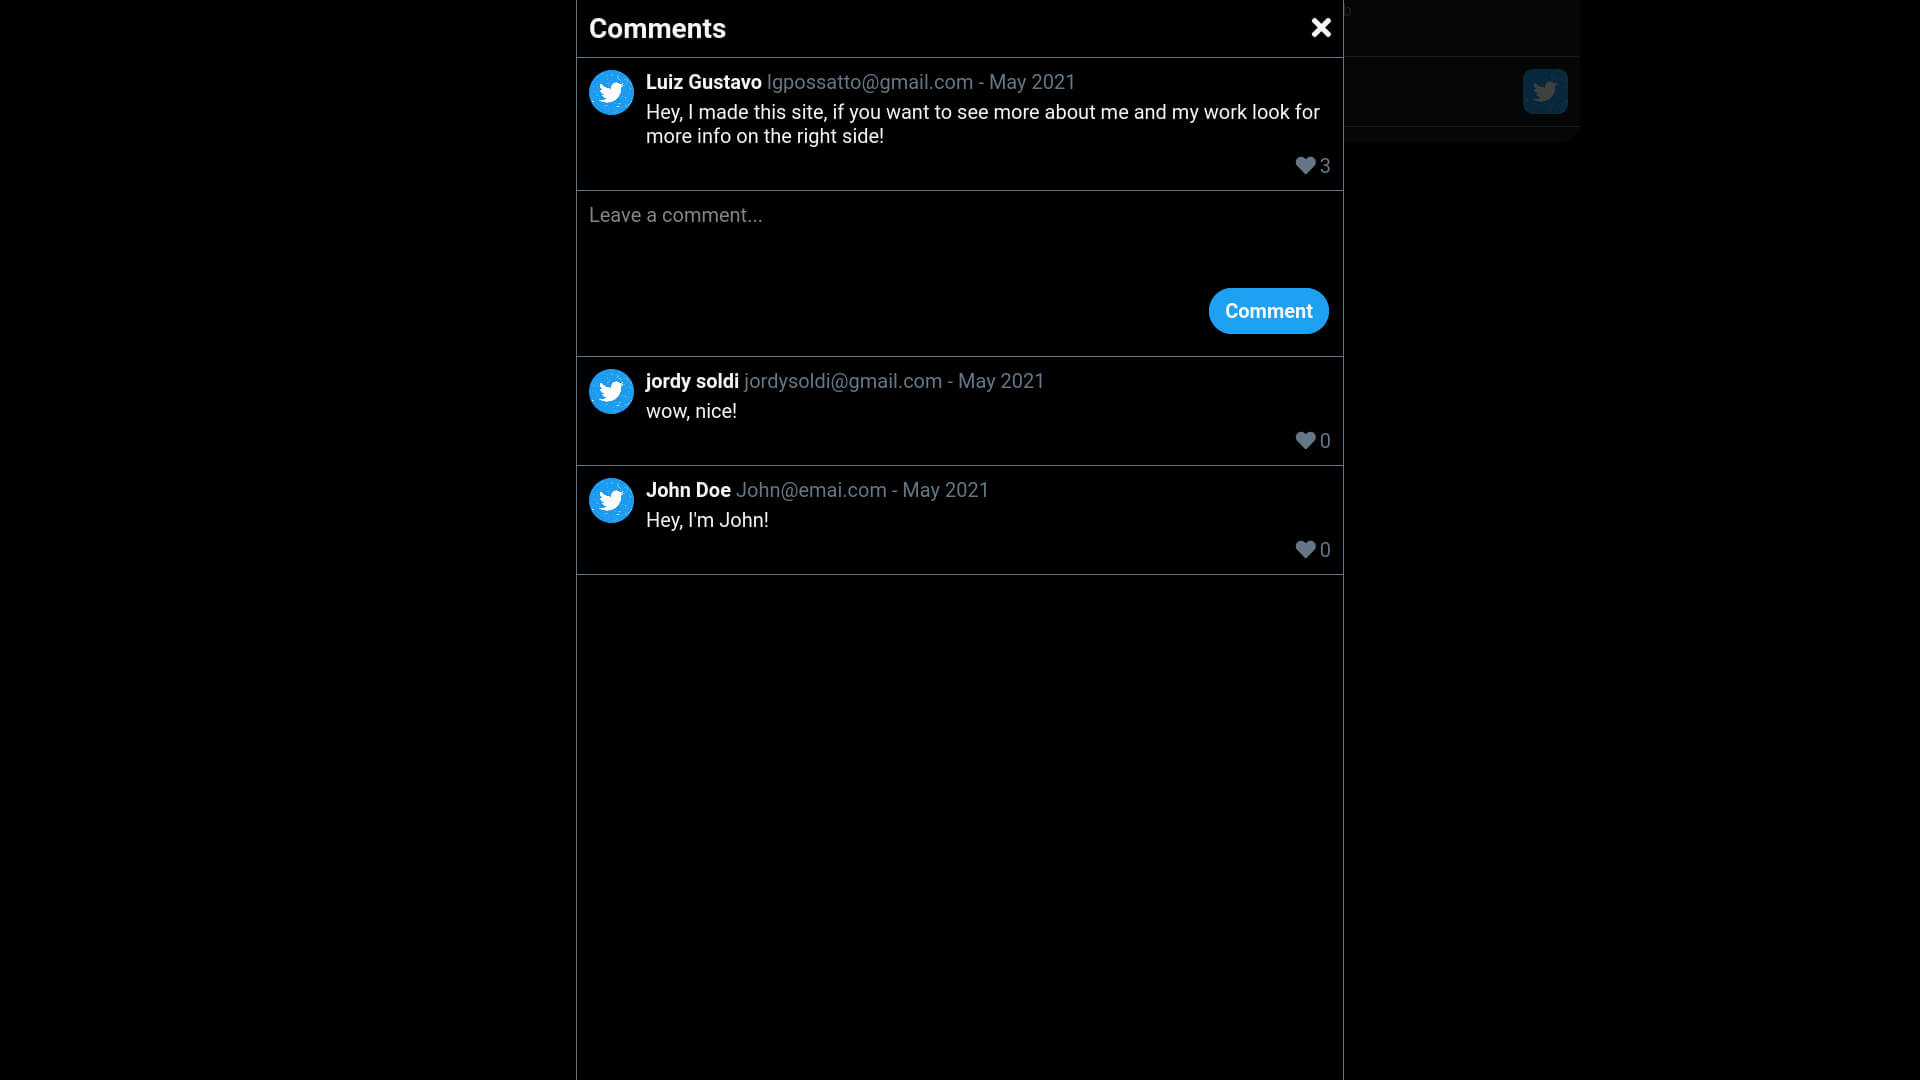 Comments
Luiz Gustavo lgpossatto@gmail.com - May 2021
Hey, I made this site, if you want to see more about me and my work look for
more info on the right side!
3
Leave a comment...
Comment
jordy soldi jordysoldi@gmail.com - May 2021
wow, nice!
0
John Doe John@emai.com - May 2021
Hey, I'm John!
0